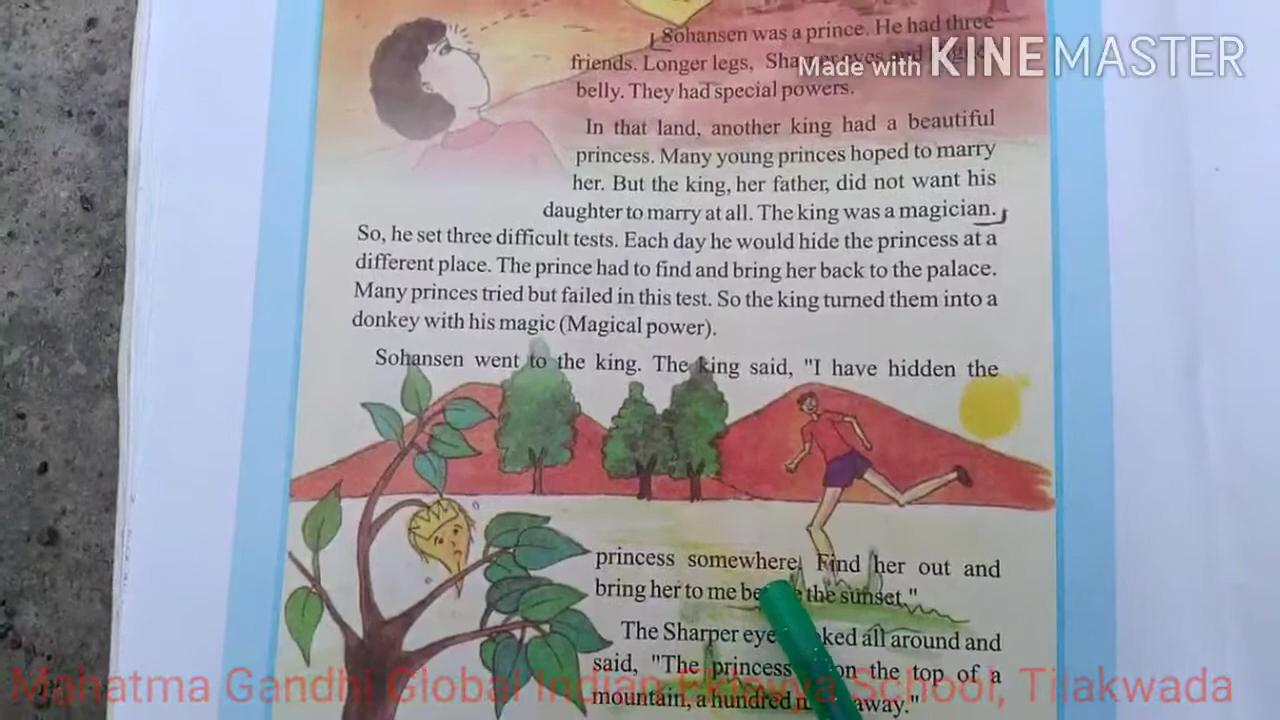 Sohansen was a prince. He had three
Made with KINEMASTER
friends. Longer legs, eyes and
belly. They had special powers.
In that land, another king had a beautiful
princess. Many young princes hoped to marry
her. But the king, her father, did not want his
daughter to marry at all. The king was a magician.
So, he set three difficult tests. Each day he would hide the princess at a
different place. The prince had to find and bring her back to the palace.
Many princes tried but failed in this test. So the king turned them into a
donkey with his magic (Magical power).
Sohansen went to the king. The king said, "I have hidden the
princess somewhere. Find her out and
bring her to me the sunset."
The Sharper all around and
said, "The princess on the top of a
Mahatma Gandhi Global Indian Eklavya School, Tilakwada
mountain, a hundred away."